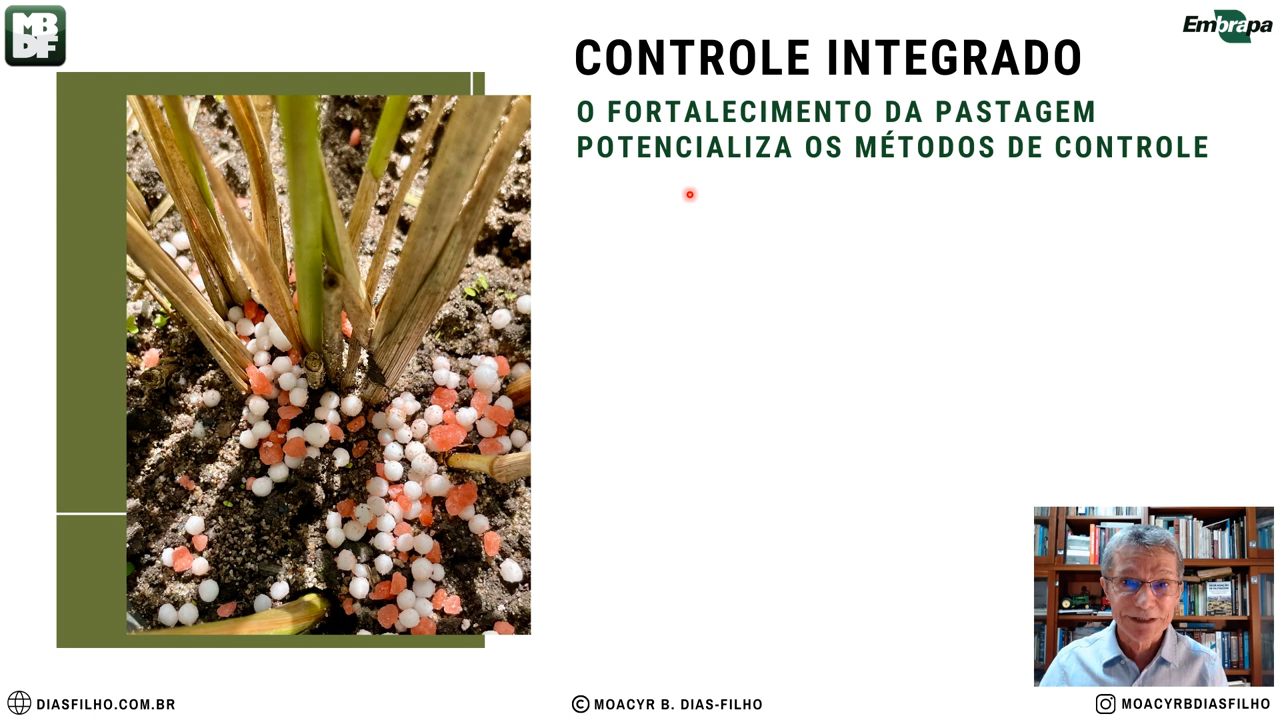 MB
DF
Embrapa
CONTROLE INTEGRADO
O FORTALECIMENTO DA PASTAGEM
POTENCIALIZA OS MÉTODOS DE CONTROLE
DIASFILHO.COM.BR
© MOACYR B. DIAS-FILHO
MOACYRBDIASFILHO